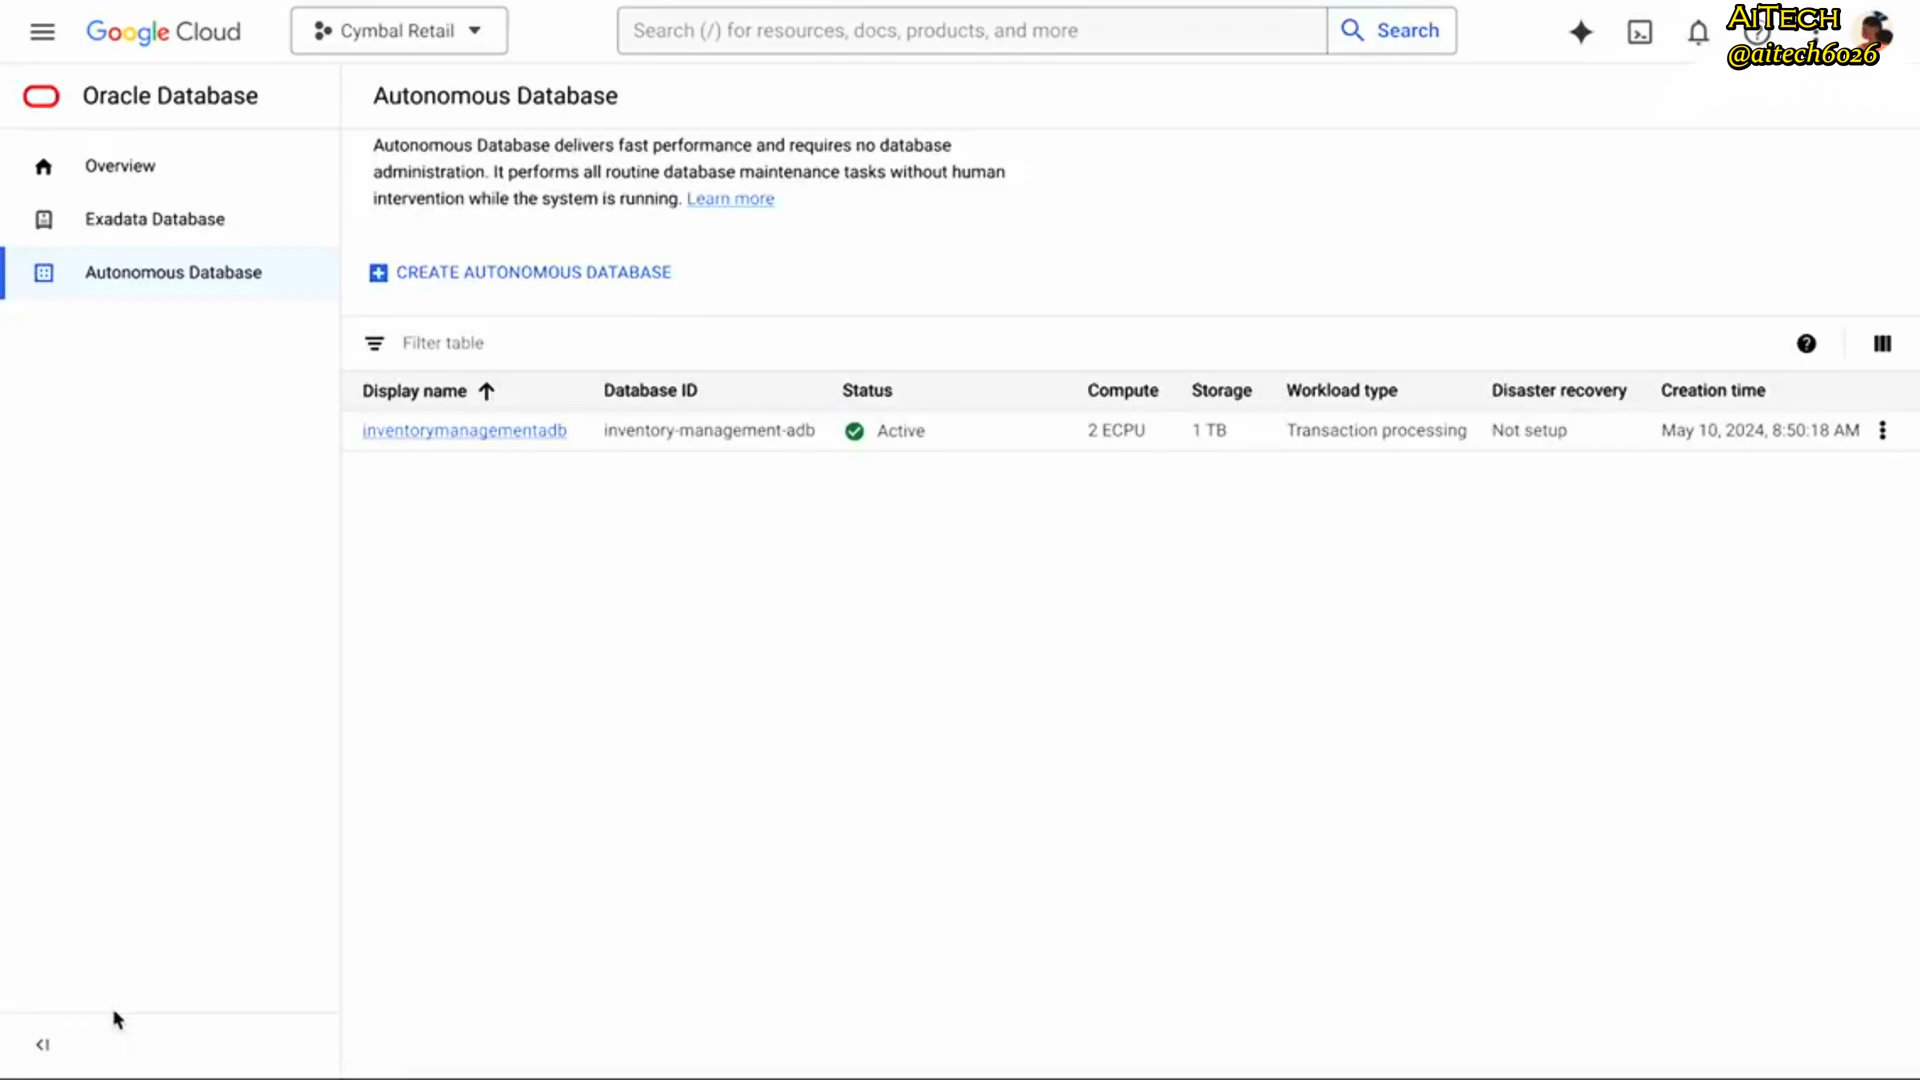 Google Cloud
Cymbal Retail
Search (/) for resources, docs, products, and more
Search
AiTech
@aitech6026
Oracle Database
Overview
Exadata Database
Autonomous Database
Autonomous Database
Autonomous Database delivers fast performance and requires no database
administration. It performs all routine database maintenance tasks without human
intervention while the system is running. Learn more
CREATE AUTONOMOUS DATABASE
Filter table
Display name Database ID Status Compute Storage Workload type Disaster recovery Creation time
inventorymanagementadb inventory-management-adb Active 2 ECPU 1 TB Transaction processing Not setup May 10, 2024, 8:50:18 AM